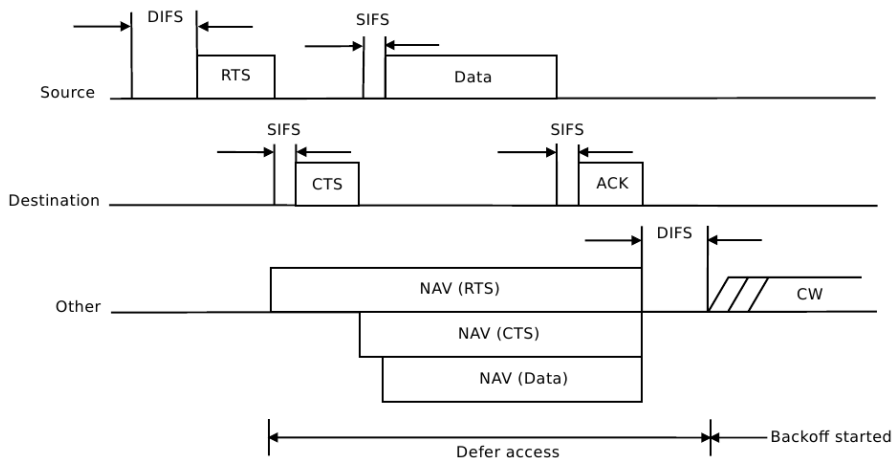 DIFS
SIFS
RTS
Data
Source
SIFS
SIFS
CTS
ACK
Destination
DIFS
NAV (RTS)
CW
Other
NAV (CTS)
NAV (Data)
Backoff started
Defer access